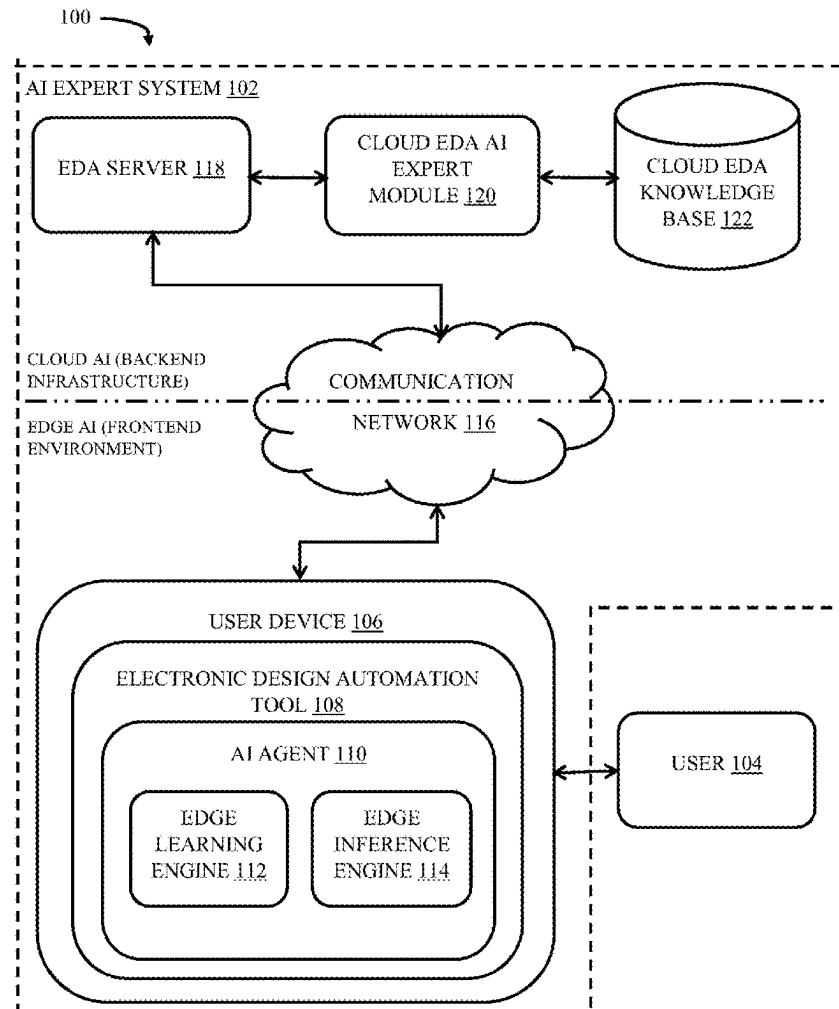 100
AI EXPERT SYSTEM 102
EDA SERVER 118
CLOUD EDA AI
EXPERT
MODULE 120
CLOUD EDA
KNOWLEDGE
BASE 122
CLOUD AI (BACKEND
INFRASTRUCTURE)
COMMUNICATION
NETWORK 116
EDGE AI (FRONTEND
ENVIRONMENT)
USER DEVICE 106
ELECTRONIC DESIGN AUTOMATION
TOOL 108
AI AGENT 110
EDGE
LEARNING
ENGINE 112
EDGE
INFERENCE
ENGINE 114
USER 104